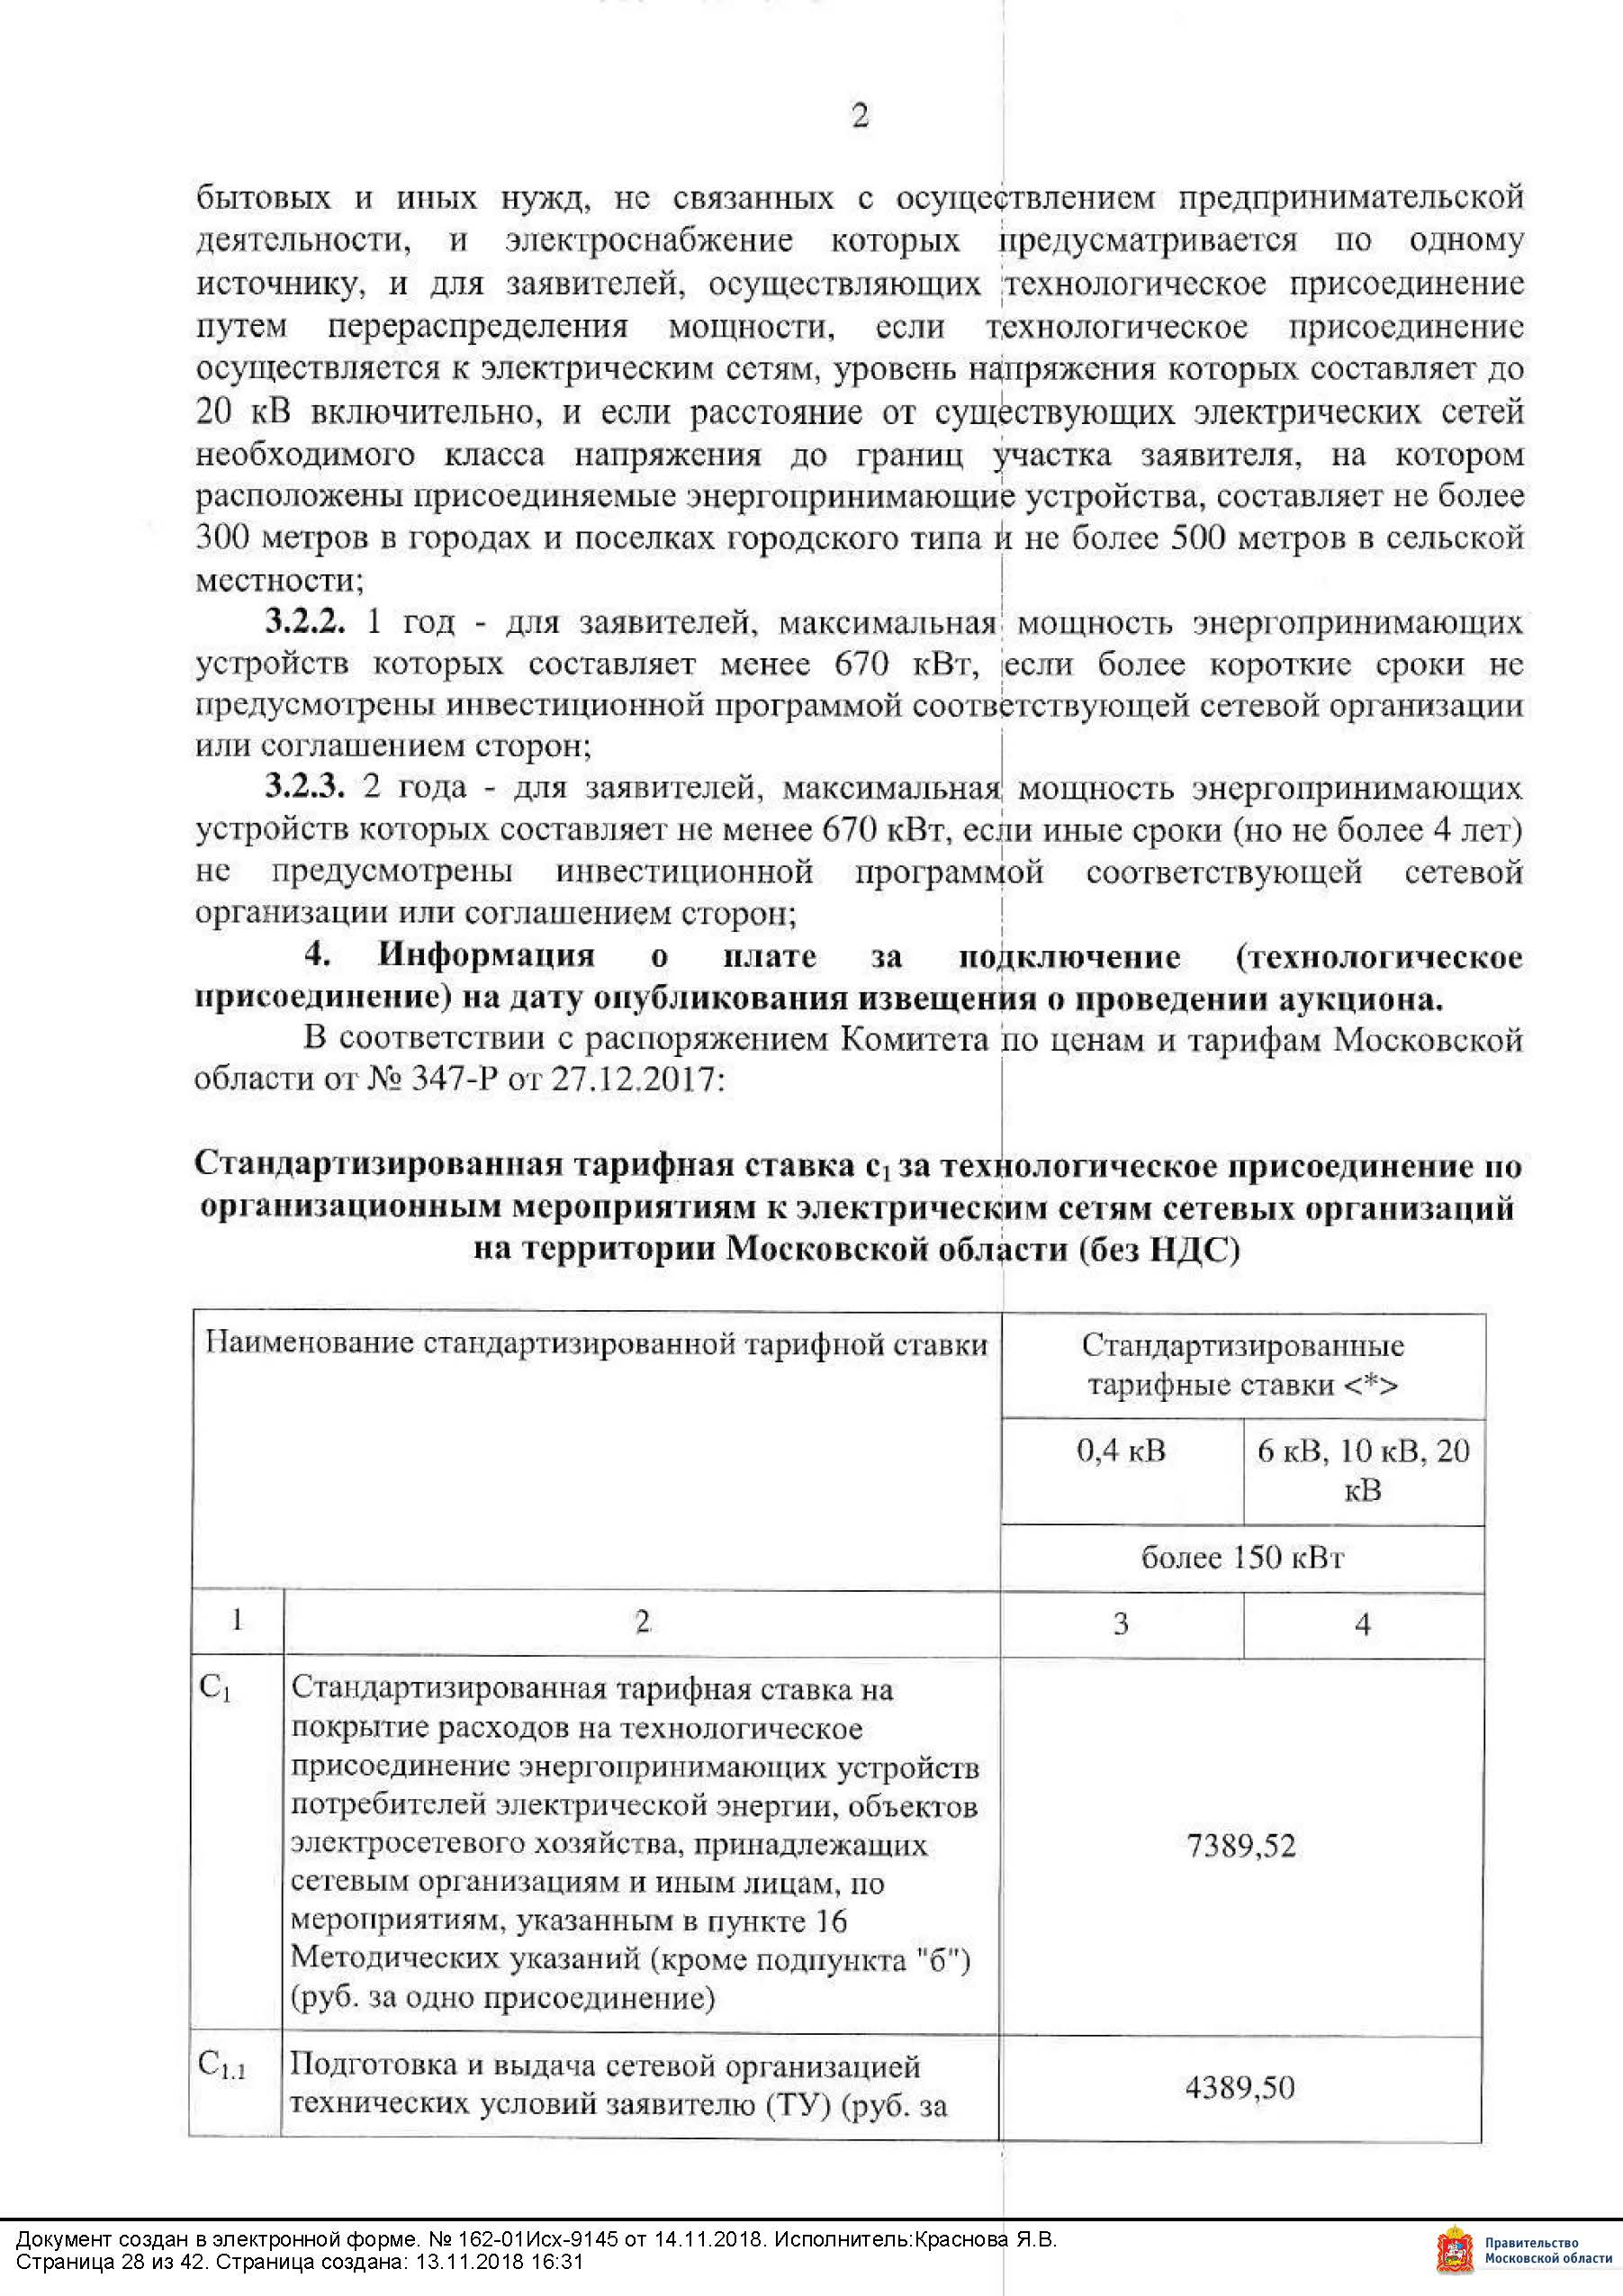 2
бытовых и иных нужд, не связанных с осуществлением предпринимательской
деятельности, и электроснабжение которых предусматривается по одному
источнику, и для заявителей, осуществляющих технологическое присоединение
путем перераспределения мощности, если технологическое присоединение
осуществляется к электрическим сетям, уровень напряжения которых составляет до
20 кВ включительно, и если расстояние от существующих электрических сетей
необходимого класса напряжения до границ участка заявителя, на котором
расположены присоединяемые энергопринимающие устройства, составляет не более
300 метров в городах и поселках городского типа и не более 500 метров в сельской
местности;
3.2.2. 1 год - для заявителей, максимальная мощность энергопринимающих
устройств которых составляет менее 670 кВт, если более короткие сроки не
предусмотрены инвестиционной программой соответствующей сетевой организации
или соглашением сторон;
3.2.3. 2 года - для заявителей, максимальная мощность энергопринимающих
устройств которых составляет не менее 670 кВт, если иные сроки (но не более 4 лет)
не предусмотрены инвестиционной программой соответствующей сетевой
организации или соглашением сторон;
4. Информация о плате за подключение (технологическое
присоединение) на дату опубликования извещения о проведении аукциона.
В соответствии с распоряжением Комитета по ценам и тарифам Московской
области от № 347-Р от 27.12.2017:
Стандартизированная тарифная ставка с1 за технологическое присоединение по
организационным мероприятиям к электрическим сетям сетевых организаций
на территории Московской области (без НДС)
Наименование стандартизированной тарифной ставки
Стандартизированные
тарифные ставки <*>
0,4 кВ
6 кВ, 10 кВ, 20
кВ
более 150 кВт
1 2 3 4
С1
Стандартизированная тарифная ставка на
покрытие расходов на технологическое
присоединение энергопринимающих устройств
потребителей электрической энергии, объектов
электросетевого хозяйства, принадлежащих
сетевым организациям и иным лицам, по
мероприятиям, указанным в пункте 16
Методических указаний (кроме подпункта "б")
(руб. за одно присоединение)
7389,52
С1.1
Подготовка и выдача сетевой организацией
технических условий заявителю (ТУ) (руб. за
4389,50
Документ создан в электронной форме. № 162-01Исх-9145 от 14.11.2018. Исполнитель:Краснова Я.В.
Страница 28 из 42. Страница создана: 13.11.2018 16:31
Правительство
Московской области